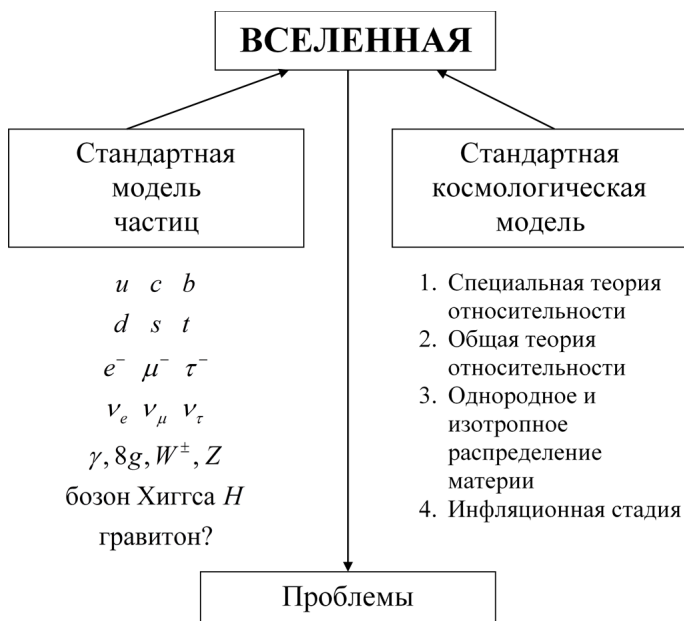 ВСЕЛЕННАЯ
Стандартная
модель
частиц
u c b
d s t
e⁻ μ⁻ τ⁻
νₑ ν_μ ν_τ
γ, 8g, W±, Z
бозон Хиггса H
гравитон?
Стандартная
космологическая
модель
1. Специальная теория
относительности
2. Общая теория
относительности
3. Однородное и
изотропное
распределение
материи
4. Инфляционная стадия
Проблемы